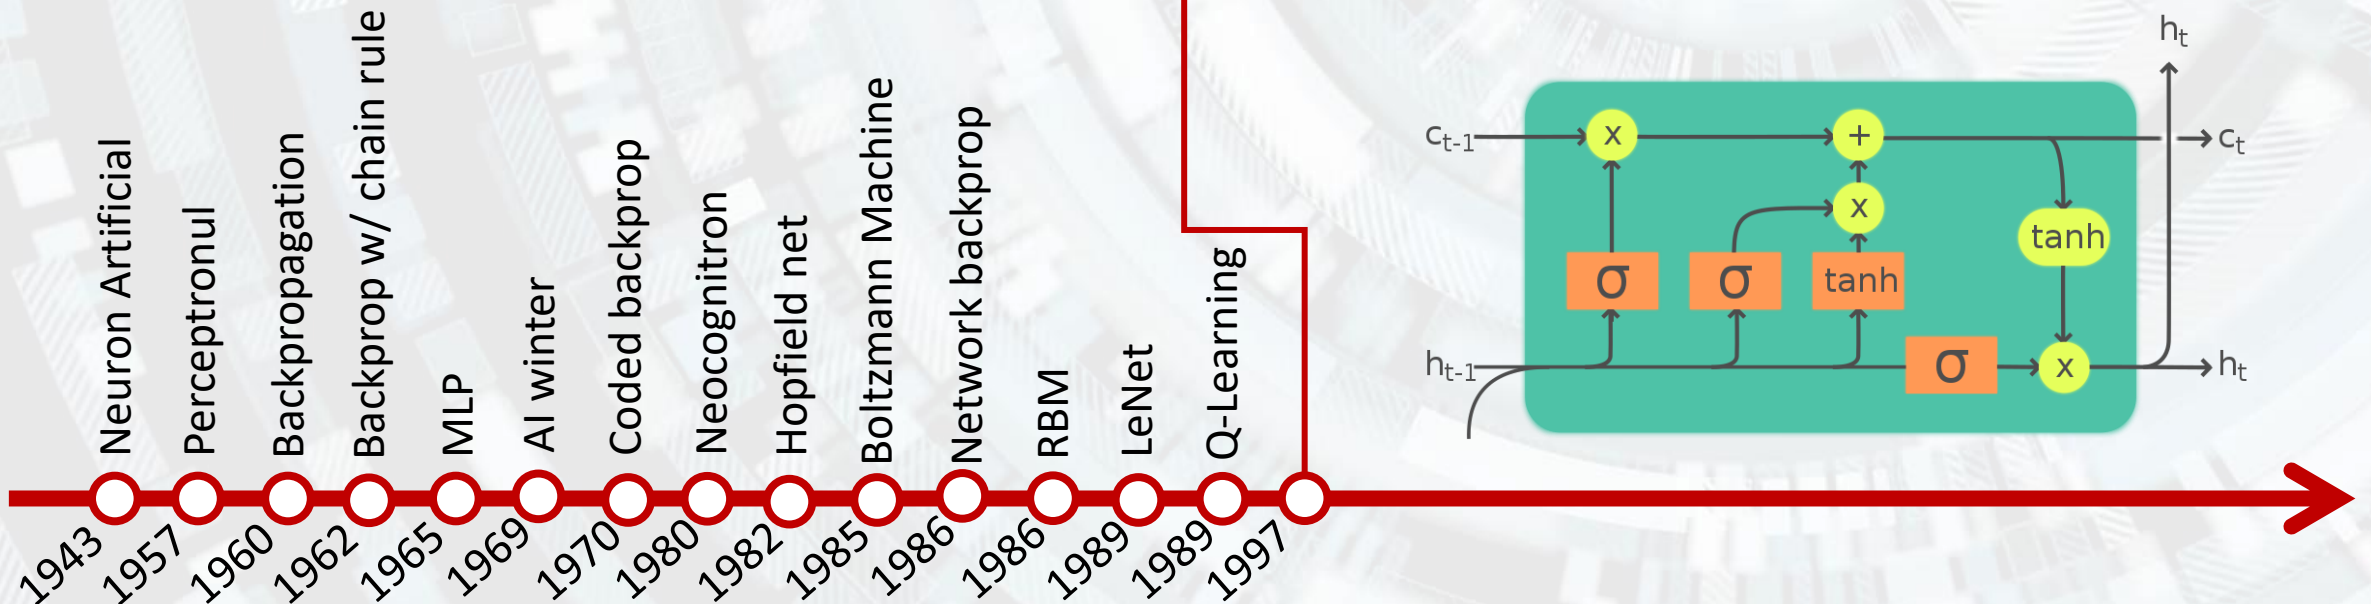 Neuron Artificial
Perceptronul
Backpropagation
Backprop w/ chain rule
MLP
AI winter
Coded backprop
Neocognitron
Hopfield net
Boltzmann Machine
Network backprop
RBM
LeNet
Q-Learning
1943
1957
1960
1962
1965
1969
1970
1980
1982
1985
1986
1986
1989
1989
1997
ht
ct-1 x + ct
x
tanh
σ σ tanh
ht-1 σ x ht